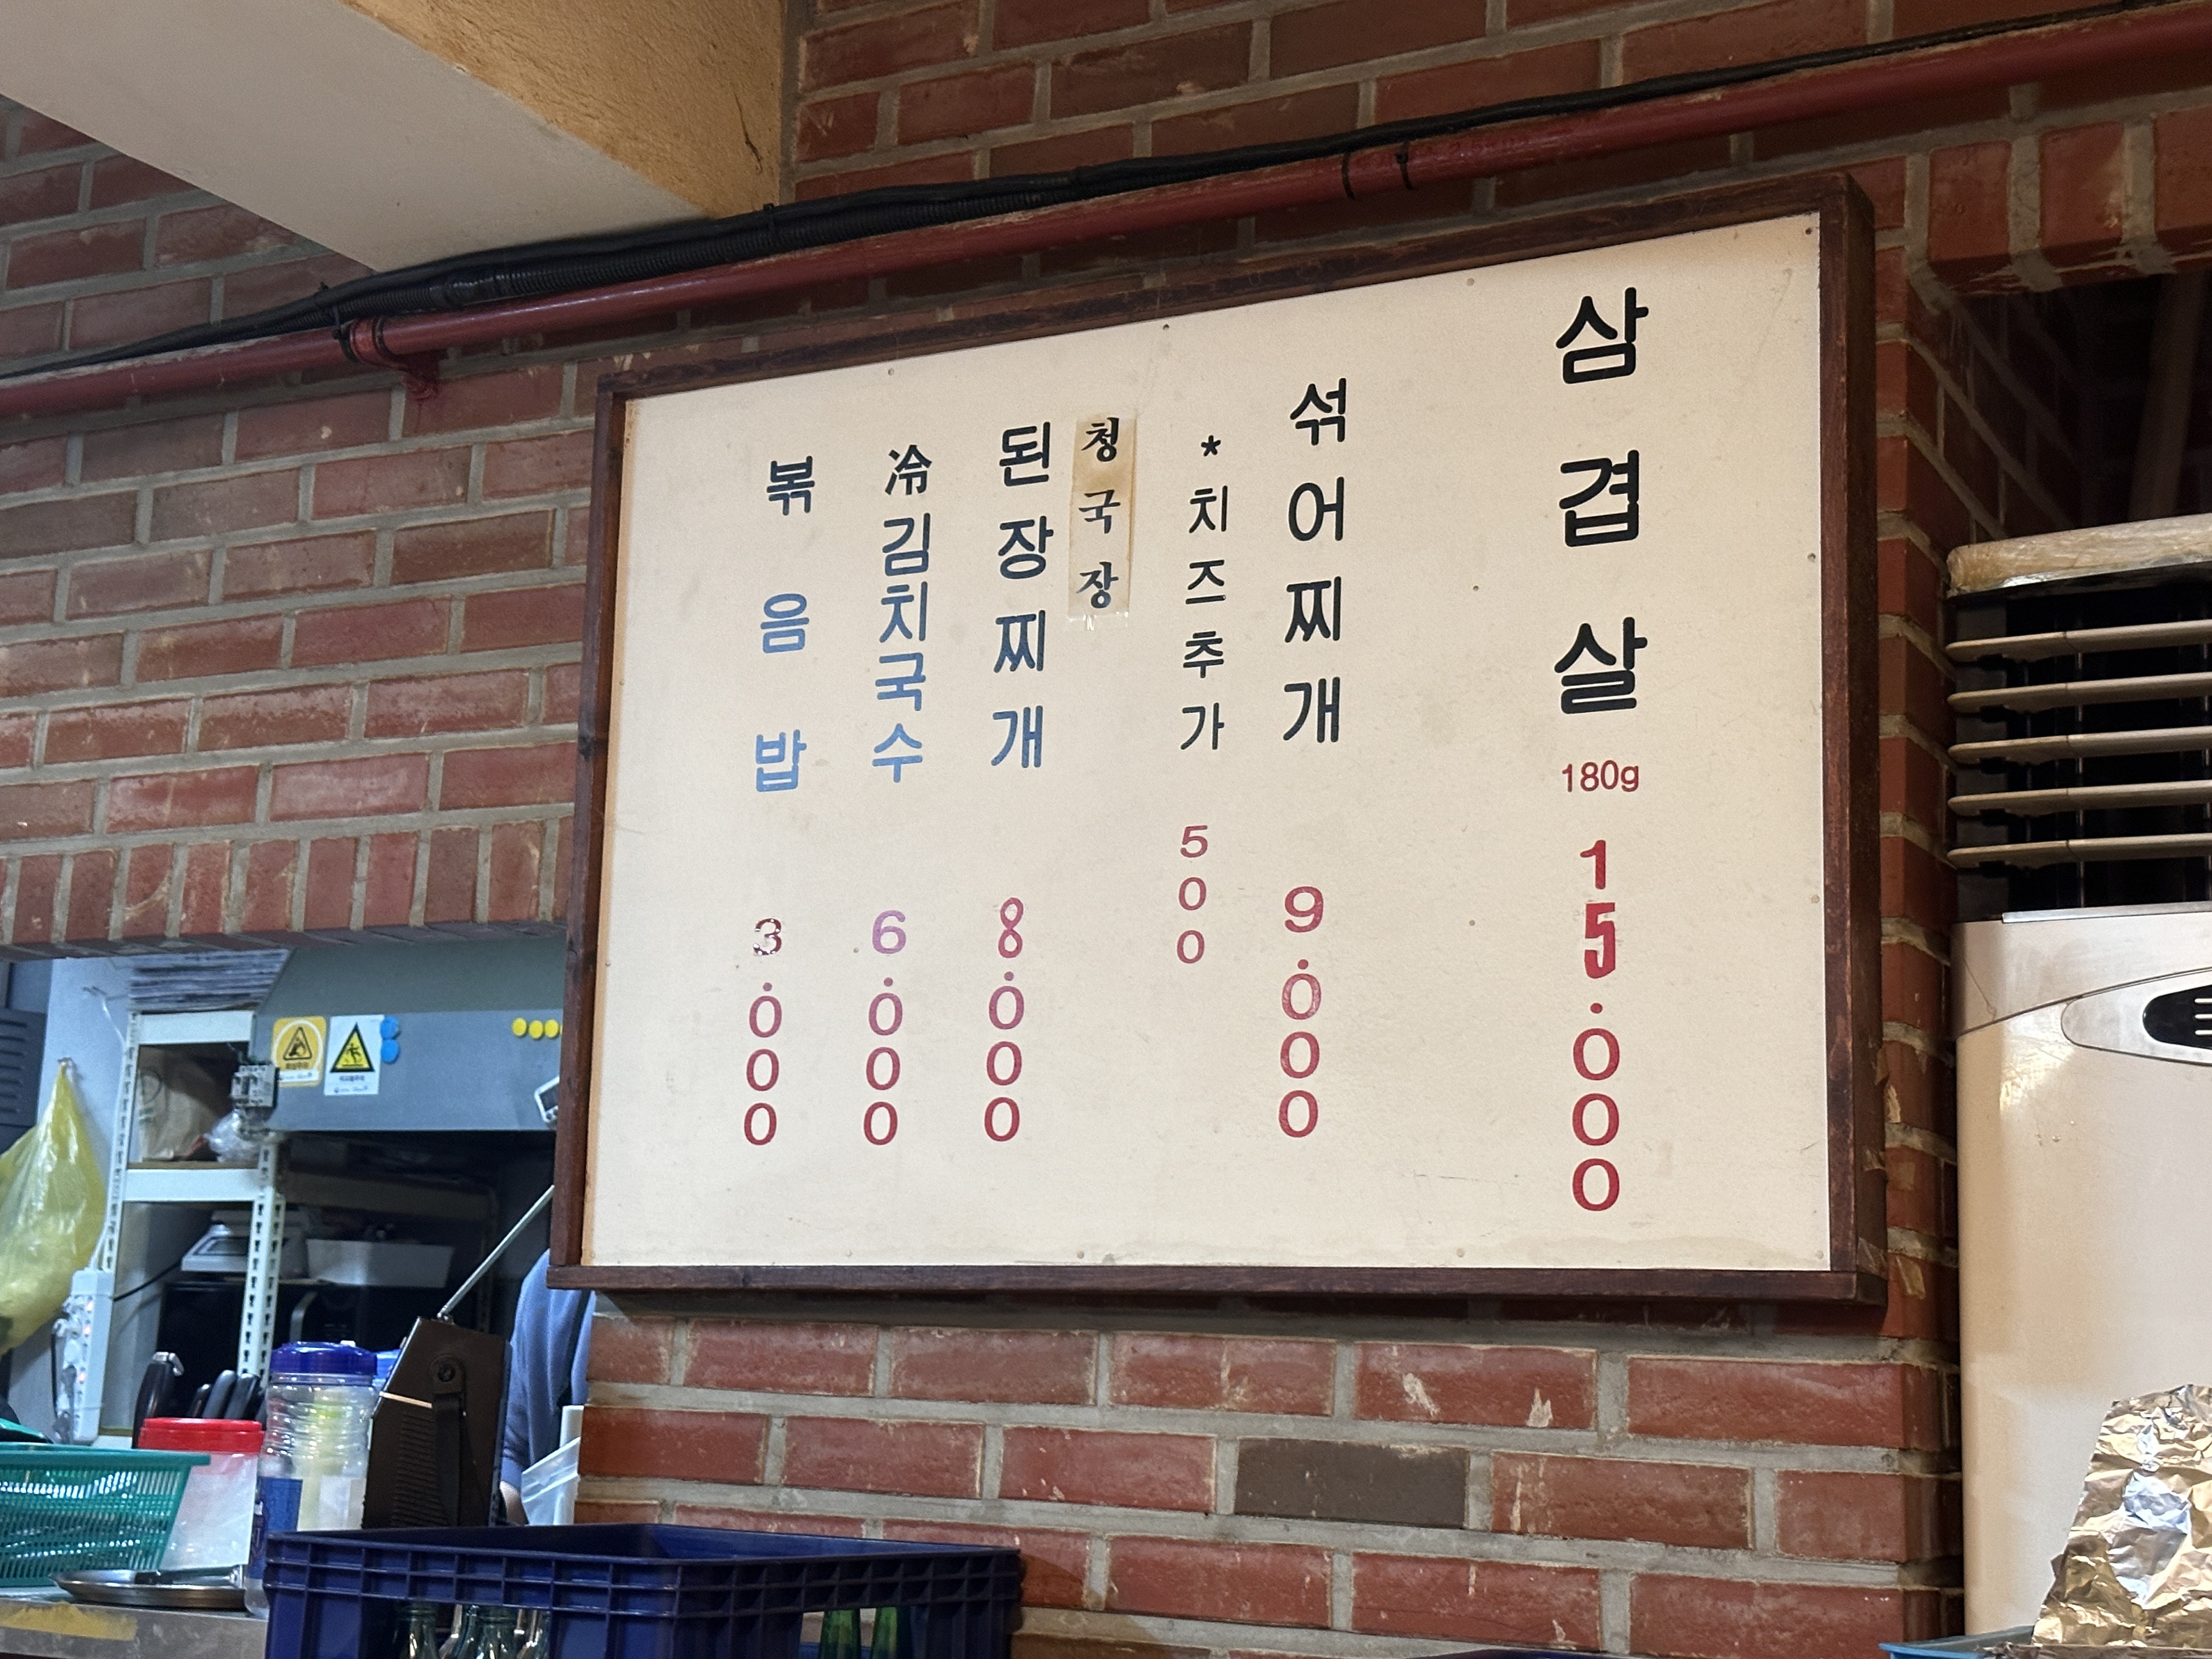 삼겹살 180g 15.000
섞어찌개 9.000
*치즈추가 500
청국장
된장찌개 8.000
冷김치국수 6.000
볶음밥 3.000